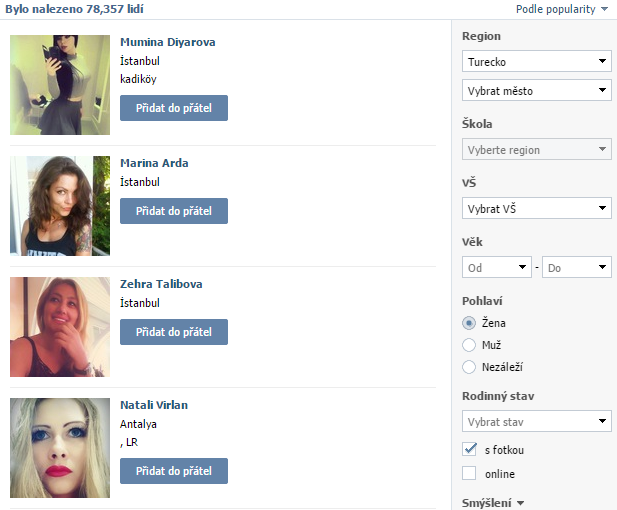 Bylo nalezeno 78,357 lidí
Podle popularity
Mumina Diyarova
İstanbul
kadiköy
Přidat do přátel
Marina Arda
İstanbul
Přidat do přátel
Zehra Talibova
İstanbul
Přidat do přátel
Natali Virlan
Antalya
, LR
Přidat do přátel
Region
Turecko
Vybrat město
Škola
Vyberte region
VŠ
Vybrat VŠ
Věk
Od - Do
Pohlaví
Žena
Muž
Nezáleží
Rodinný stav
Vybrat stav
s fotkou
online
Smýšlení